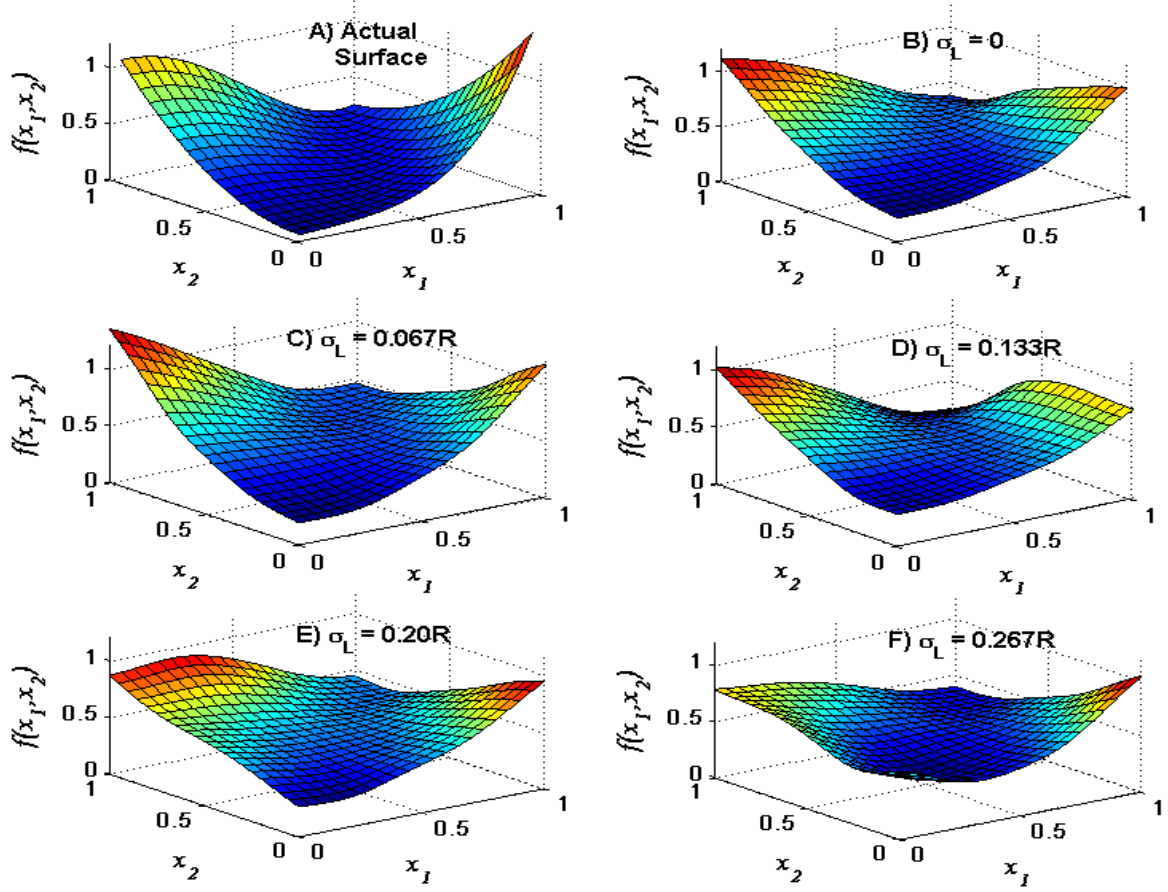 A) Actual
Surface
f(x1,x2)
1
0.5
0
1
0.5
0
0
0.5
1
x2
x1
B) σL = 0
f(x1,x2)
1
0.5
0
1
0.5
0
0
0.5
1
x2
x1
C) σL = 0.067R
f(x1,x2)
1
0.5
0
1
0.5
0
0
0.5
1
x2
x1
D) σL = 0.133R
f(x1,x2)
1
0.5
0
1
0.5
0
0
0.5
1
x2
x1
E) σL = 0.20R
f(x1,x2)
1
0.5
0
1
0.5
0
0
0.5
1
x2
x1
F) σL = 0.267R
f(x1,x2)
1
0.5
0
1
0.5
0
0
0.5
1
x2
x1